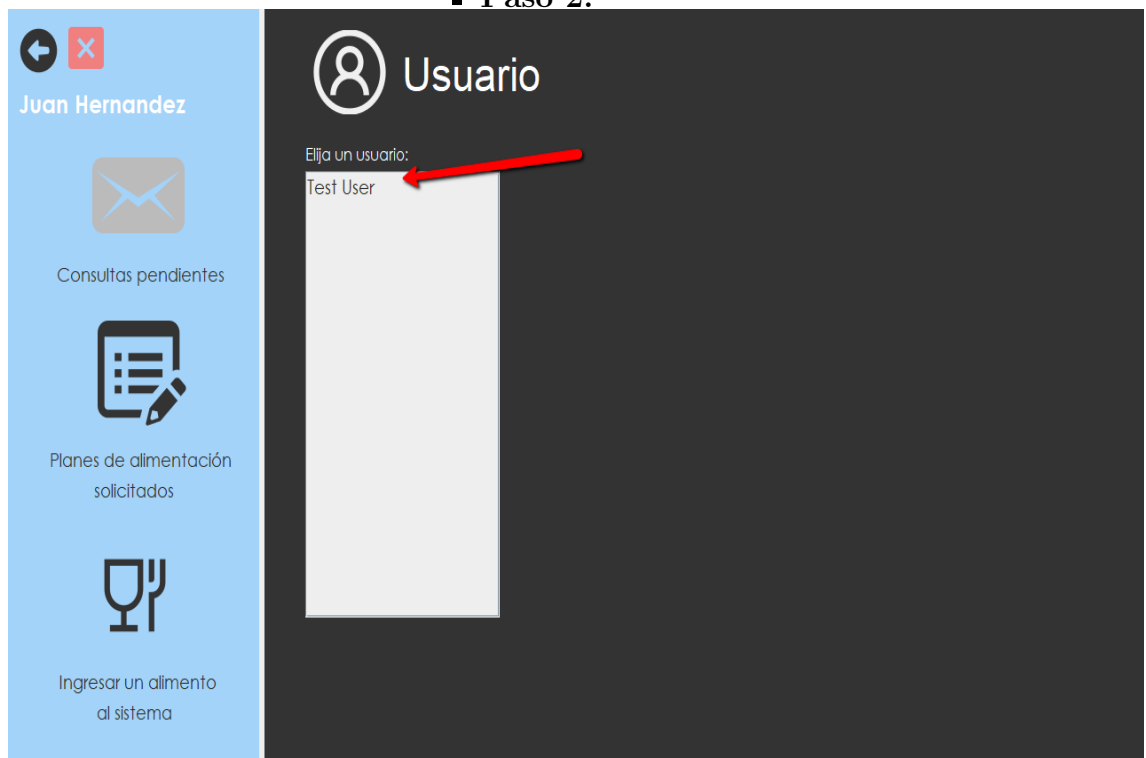 Paso 2:
Juan Hernandez
Consultas pendientes
Planes de alimentación
solicitados
Ingresar un alimento
al sistema
Usuario
Elija un usuario:
Test User